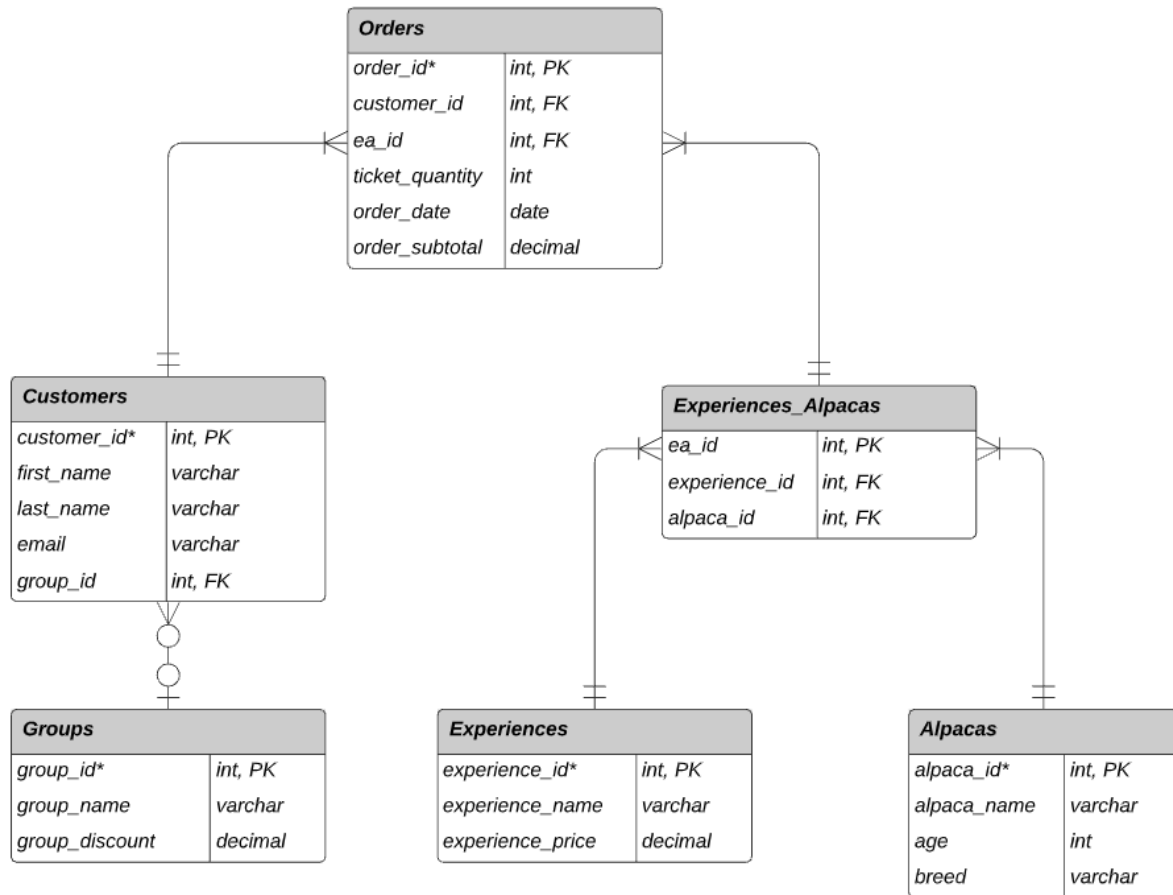 Orders
order_id* int, PK
customer_id int, FK
ea_id int, FK
ticket_quantity int
order_date date
order_subtotal decimal
Customers
customer_id* int, PK
first_name varchar
last_name varchar
email varchar
group_id int, FK
Experiences_Alpacas
ea_id int, PK
experience_id int, FK
alpaca_id int, FK
Groups
group_id* int, PK
group_name varchar
group_discount decimal
Experiences
experience_id* int, PK
experience_name varchar
experience_price decimal
Alpacas
alpaca_id* int, PK
alpaca_name varchar
age int
breed varchar